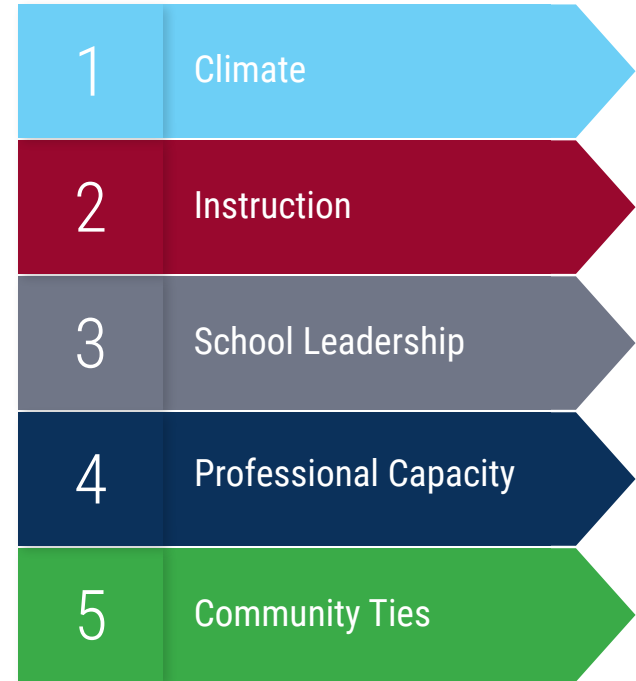 1 Climate
2 Instruction
3 School Leadership
4 Professional Capacity
5 Community Ties